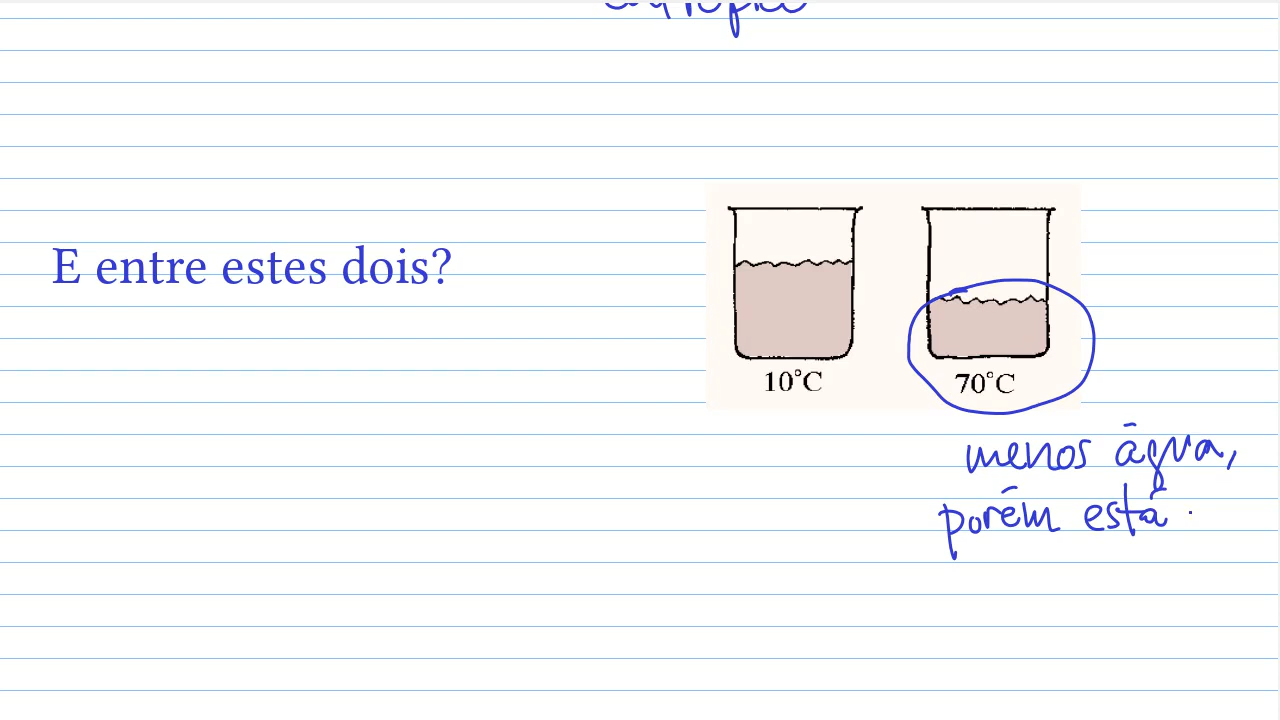 E entre estes dois?
10°C
70°C
menos água,
porém está